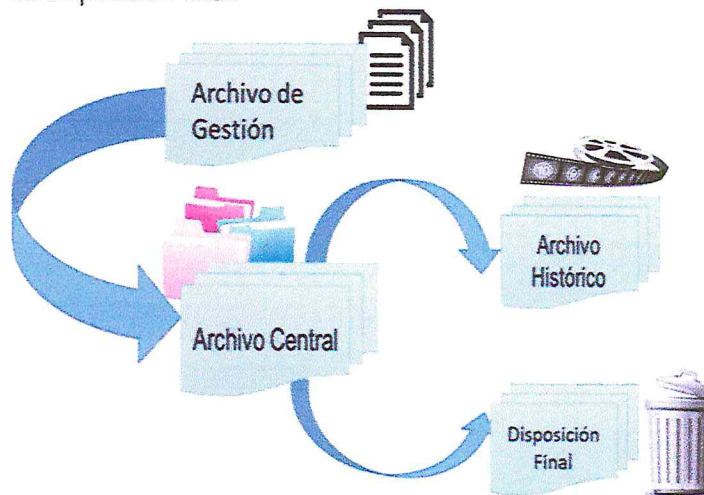 Archivo de
Gestión
Archivo
Histórico
Archivo Central
Disposición
Final